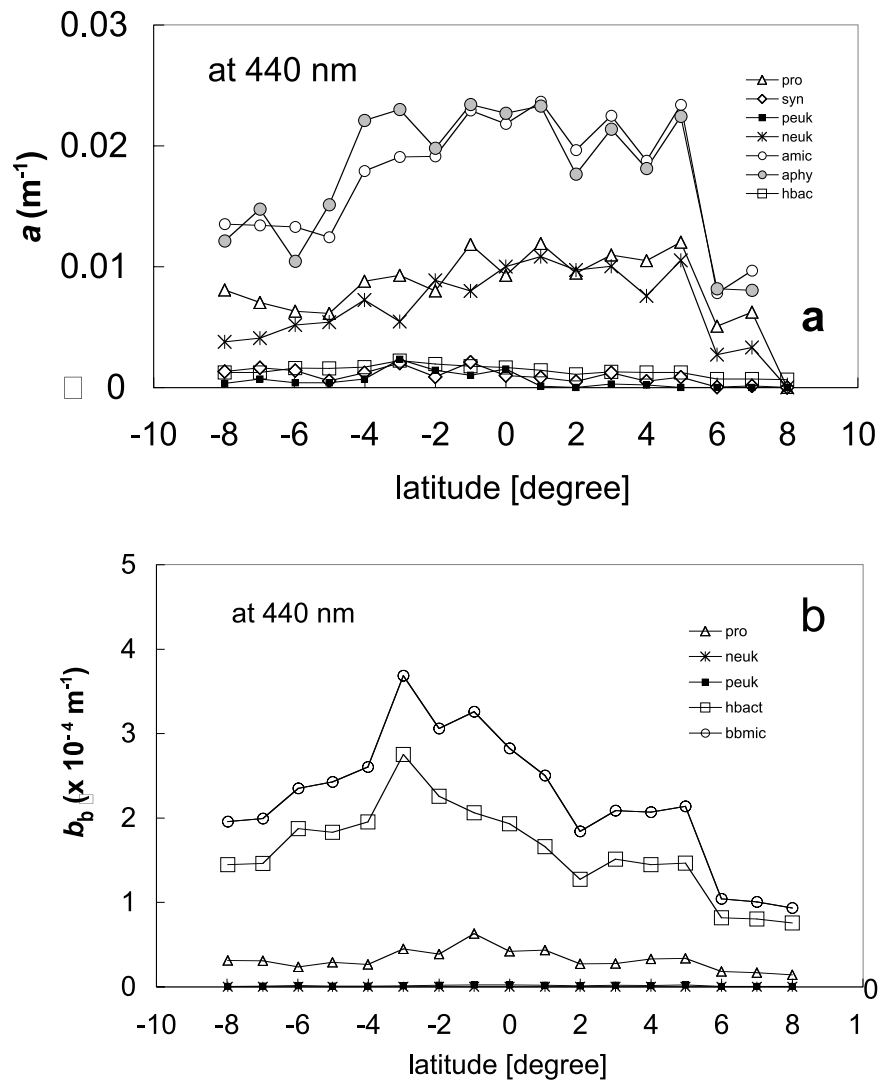 0.03
at 440 nm
pro
syn
peuk
neuk
amic
aphy
hbac
0.02
a (m⁻¹)
0.01
a
0
-10 -8 -6 -4 -2 0 2 4 6 8 10
latitude [degree]
5
at 440 nm
b
pro
neuk
peuk
hbact
bbmic
4
3
b_b (x 10⁻⁴ m⁻¹)
2
1
0
0
-10 -8 -6 -4 -2 0 2 4 6 8 1
latitude [degree]